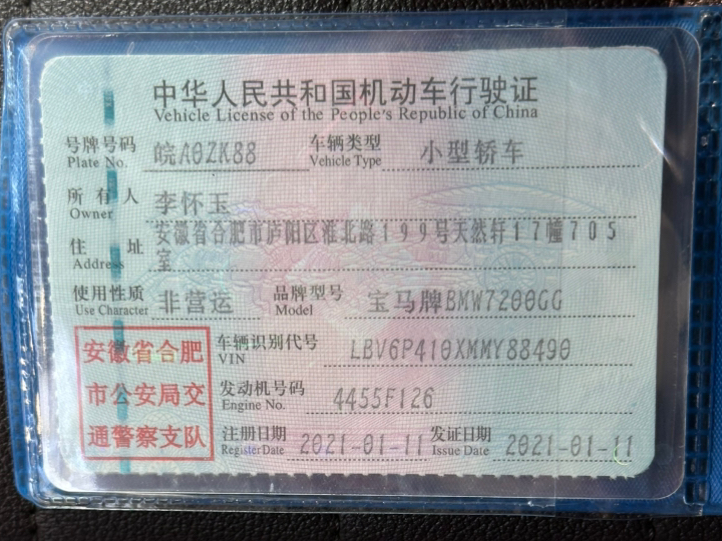 中华人民共和国机动车行驶证
Vehicle License of the People's Republic of China
号牌号码 皖A0ZK88 车辆类型 小型轿车
Plate No. Vehicle Type
所有人 李怀玉
Owner
住址 安徽省合肥市庐阳区淮北路199号天然轩17幢705
Address 室
使用性质 非营运 品牌型号 宝马牌BMW7200GG
Use Character Model
安徽省合肥 车辆识别代号 LBV6P410XMMY88490
VIN
市公安局交 发动机号码 4455F126
Engine No.
通警察支队 注册日期 2021-01-11 发证日期 2021-01-11
Register Date Issue Date